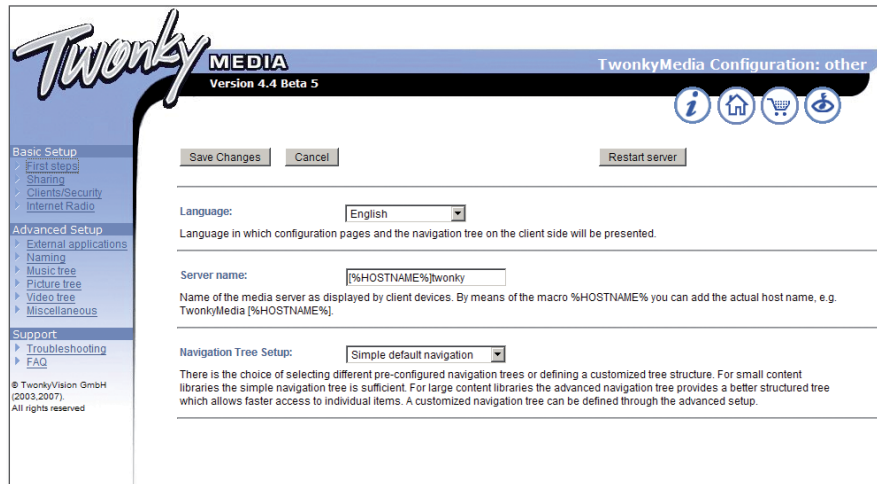 Twonky
MEDIA
Version 4.4 Beta 5
TwonkyMedia Configuration: other
Basic Setup
First steps
Sharing
Clients/Security
Internet Radio
Advanced Setup
External applications
Naming
Music tree
Picture tree
Video tree
Miscellaneous
Support
Troubleshooting
FAQ
© TwonkyVision GmbH
(2003,2007).
All rights reserved
Save Changes Cancel Restart server
Language: English
Language in which configuration pages and the navigation tree on the client side will be presented.
Server name: [%HOSTNAME%]twonky
Name of the media server as displayed by client devices. By means of the macro %HOSTNAME% you can add the actual host name, e.g.
TwonkyMedia [%HOSTNAME%].
Navigation Tree Setup: Simple default navigation
There is the choice of selecting different pre-configured navigation trees or defining a customized tree structure. For small content
libraries the simple navigation tree is sufficient. For large content libraries the advanced navigation tree provides a better structured tree
which allows faster access to individual items. A customized navigation tree can be defined through the advanced setup.